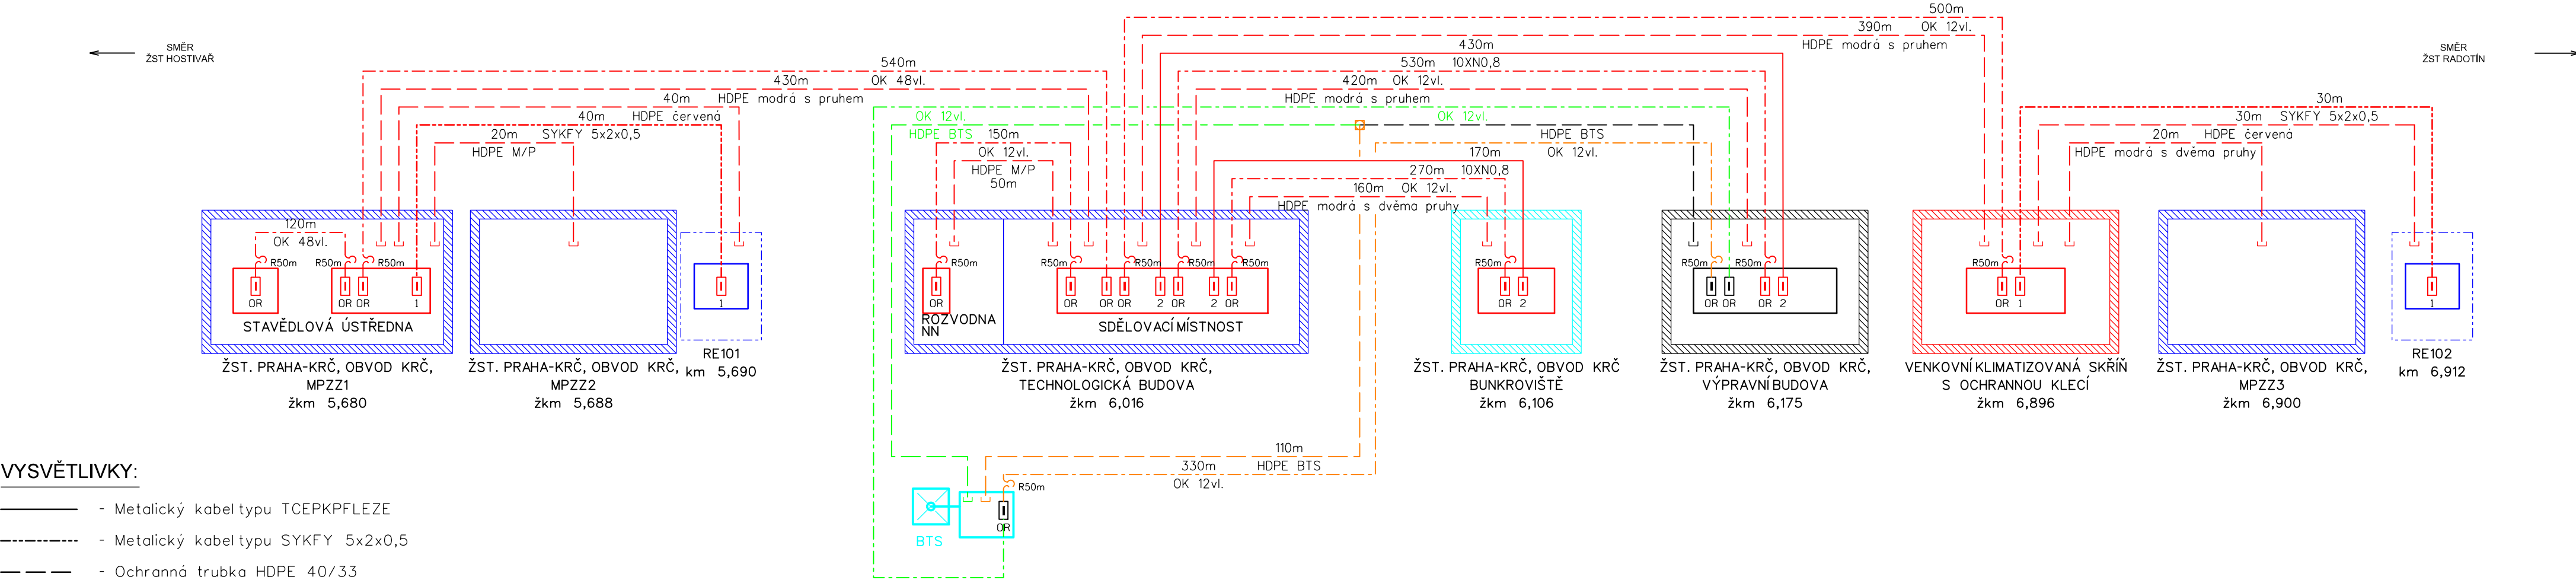 500m
390m OK 12vl.
HDPE modrá s pruhem
430m
530m 10XN0,8
420m OK 12vl.
HDPE modrá s pruhem
540m
430m OK 48vl.
40m HDPE modrá s pruhem
40m HDPE červená
20m SYKFY 5x2x0,5
HDPE M/P
SMĚR
ŽST HOSTIVAŘ
SMĚR
ŽST RADOTÍN
30m
30m SYKFY 5x2x0,5
20m HDPE červená
HDPE modrá s dvěma pruhy
OK 12vl.
HDPE BTS
150m
OK 12vl.
HDPE M/P
50m
OK 12vl.
HDPE BTS
OK 12vl.
170m
270m 10XN0,8
160m OK 12vl.
HDPE modrá s dvěma pruhy
120m
OK 48vl.
R50m
R50m
R50m
OR
OR
OR
1
STAVĚDLOVÁ ÚSTŘEDNA
ŽST. PRAHA-KRČ, OBVOD KRČ,
MPZZ1
žkm 5,680
ŽST. PRAHA-KRČ, OBVOD KRČ,
MPZZ2
žkm 5,688
1
RE101
km 5,690
R50m
OR
ROZVODNA
NN
R50m
R50m
R50m
R50m
OR
OR
OR
2
OR
2
OR
SDĚLOVACÍ MÍSTNOST
ŽST. PRAHA-KRČ, OBVOD KRČ,
TECHNOLOGICKÁ BUDOVA
žkm 6,016
R50m
OR
2
ŽST. PRAHA-KRČ, OBVOD KRČ
BUNKROVIŠTĚ
žkm 6,106
R50m
R50m
OR
OR
OR
2
ŽST. PRAHA-KRČ, OBVOD KRČ,
VÝPRAVNÍ BUDOVA
žkm 6,175
R50m
OR
1
VENKOVNÍ KLIMATIZOVANÁ SKŘÍŇ
S OCHRANNOU KLECÍ
žkm 6,896
ŽST. PRAHA-KRČ, OBVOD KRČ,
MPZZ3
žkm 6,900
1
RE102
km 6,912
110m
330m HDPE BTS
OK 12vl.
R50m
OR
BTS
VYSVĚTLIVKY:
- Metalický kabel typu TCEPKPFLEZE
- Metalický kabel typu SYKFY 5x2x0,5
- Ochranná trubka HDPE 40/33